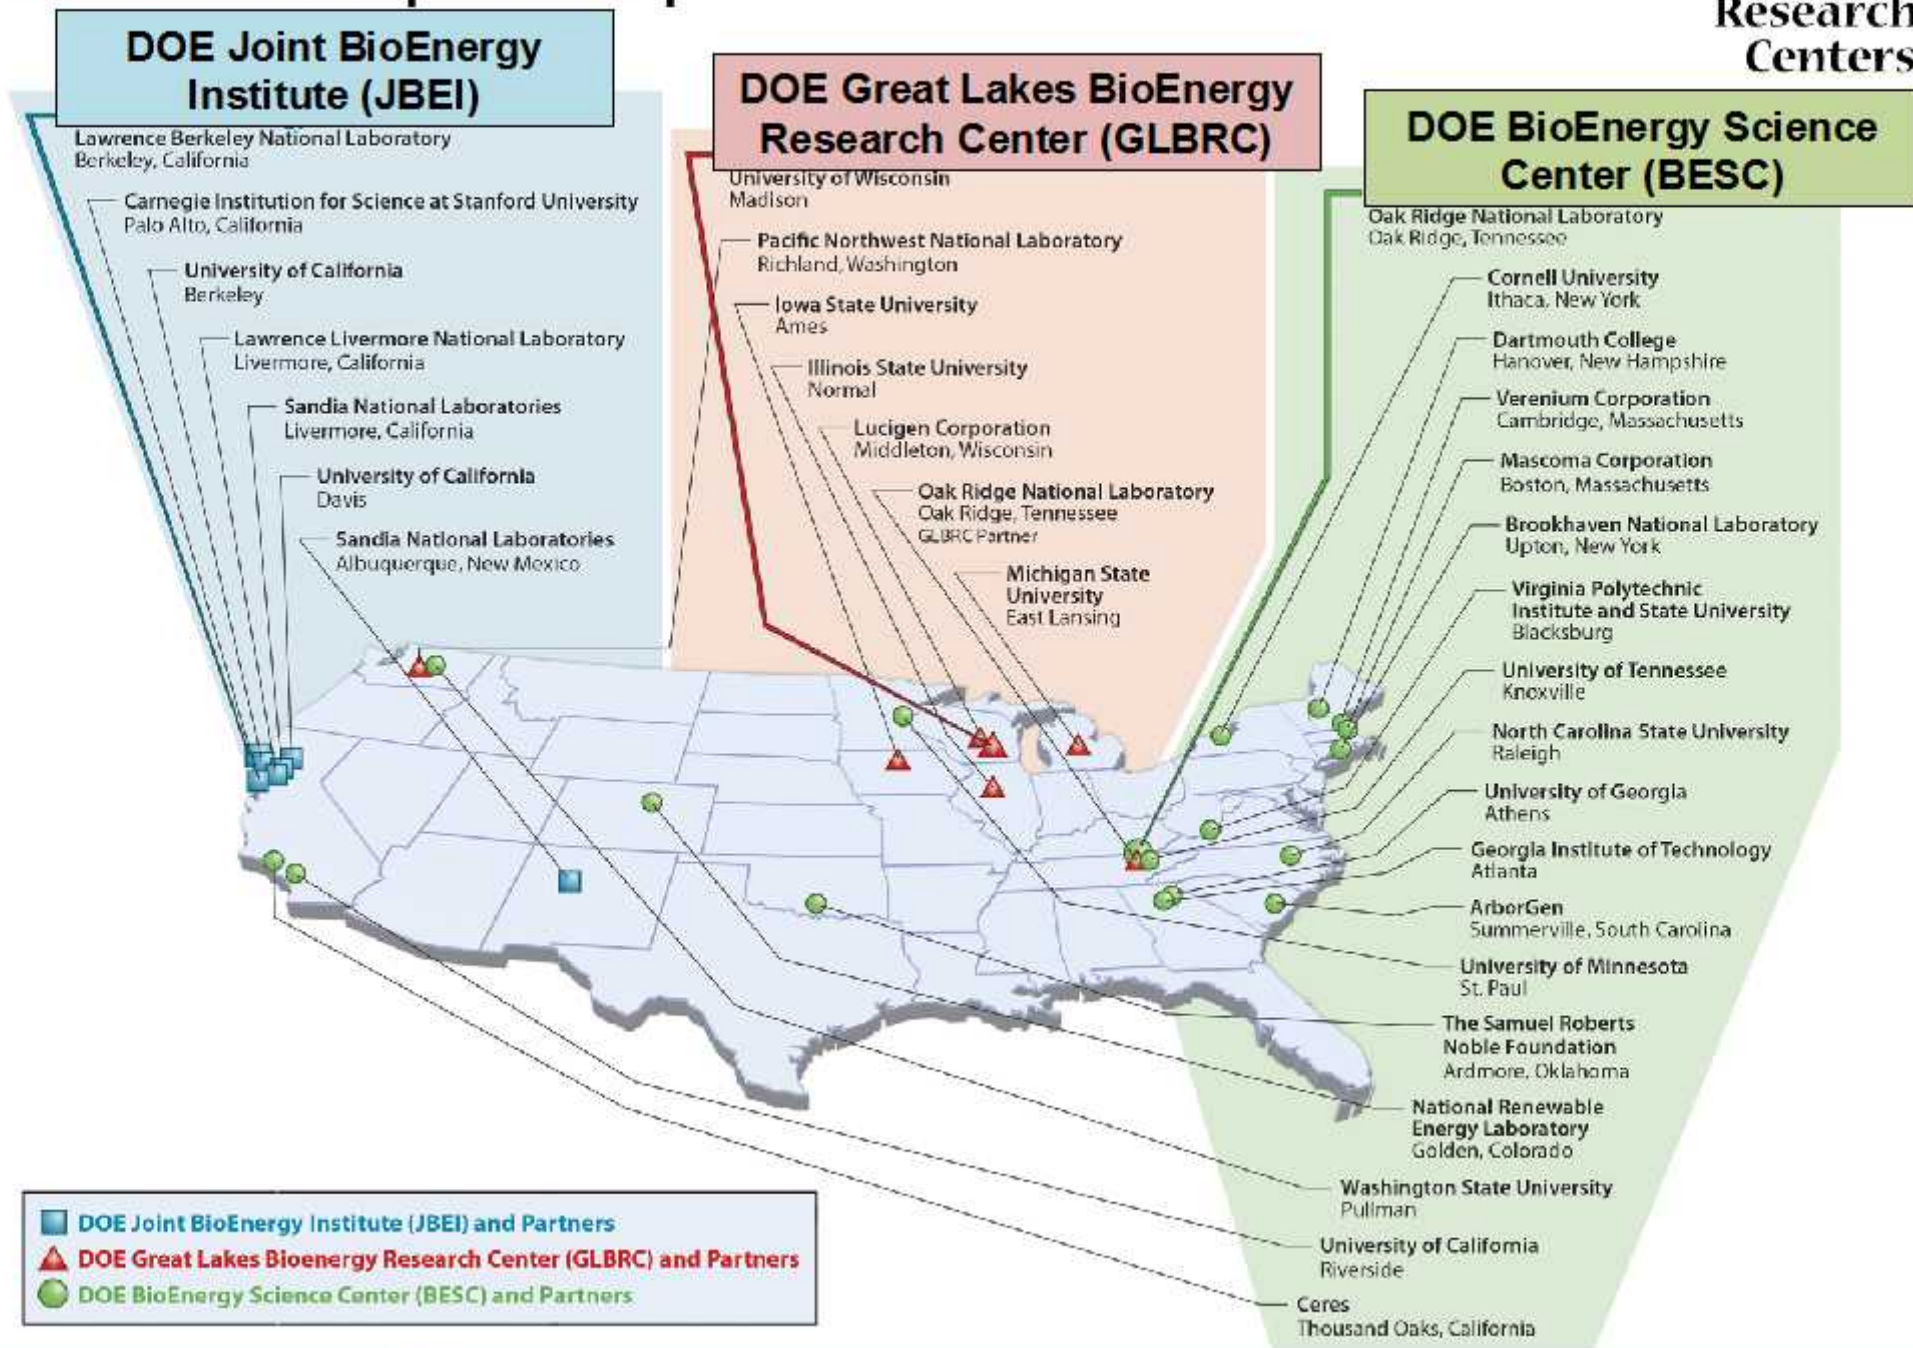 Research
Centers
DOE Joint BioEnergy
Institute (JBEI)
Lawrence Berkeley National Laboratory
Berkeley, California
Carnegie Institution for Science at Stanford University
Palo Alto, California
University of California
Berkeley
Lawrence Livermore National Laboratory
Livermore, California
Sandia National Laboratories
Livermore, California
University of California
Davis
Sandia National Laboratories
Albuquerque, New Mexico
DOE Great Lakes BioEnergy
Research Center (GLBRC)
University of Wisconsin
Madison
Pacific Northwest National Laboratory
Richland, Washington
Iowa State University
Ames
Illinois State University
Normal
Lucigen Corporation
Middleton, Wisconsin
Oak Ridge National Laboratory
Oak Ridge, Tennessee
GLBRC Partner
Michigan State
University
East Lansing
DOE BioEnergy Science
Center (BESC)
Oak Ridge National Laboratory
Oak Ridge, Tennessee
Cornell University
Ithaca, New York
Dartmouth College
Hanover, New Hampshire
Verenium Corporation
Cambridge, Massachusetts
Mascoma Corporation
Boston, Massachusetts
Brookhaven National Laboratory
Upton, New York
Virginia Polytechnic
Institute and State University
Blacksburg
University of Tennessee
Knoxville
North Carolina State University
Raleigh
University of Georgia
Athens
Georgia Institute of Technology
Atlanta
ArborGen
Summerville, South Carolina
University of Minnesota
St. Paul
The Samuel Roberts
Noble Foundation
Ardmore, Oklahoma
National Renewable
Energy Laboratory
Golden, Colorado
Washington State University
Pullman
University of California
Riverside
Ceres
Thousand Oaks, California
DOE Joint BioEnergy Institute (JBEI) and Partners
DOE Great Lakes Bioenergy Research Center (GLBRC) and Partners
DOE BioEnergy Science Center (BESC) and Partners